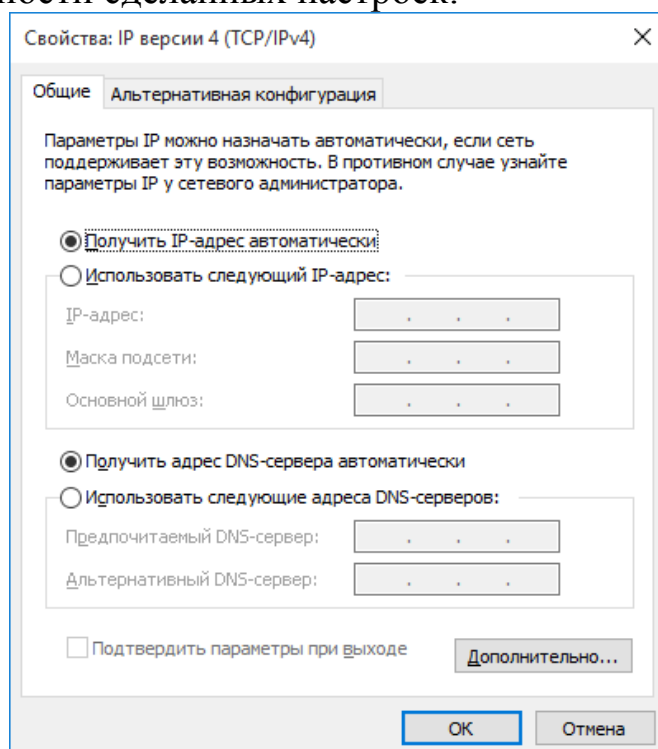 сделанных настроек.
Свойства: IP версии 4 (TCP/IPv4)
Общие Альтернативная конфигурация
Параметры IP можно назначать автоматически, если сеть
поддерживает эту возможность. В противном случае узнайте
параметры IP у сетевого администратора.
Получить IP-адрес автоматически
Использовать следующий IP-адрес:
IP-адрес: . . .
Маска подсети: . . .
Основной шлюз: . . .
Получить адрес DNS-сервера автоматически
Использовать следующие адреса DNS-серверов:
Предпочитаемый DNS-сервер: . . .
Альтернативный DNS-сервер: . . .
Подтвердить параметры при выходе
Дополнительно...
OK Отмена